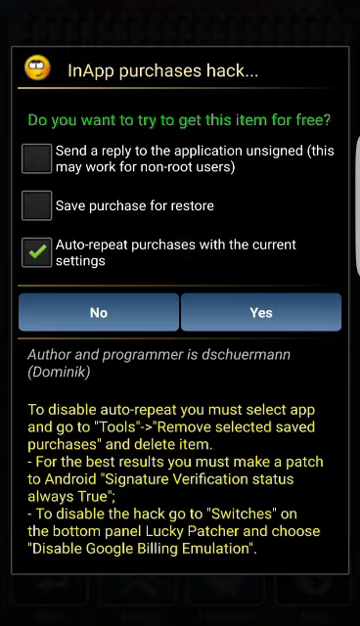 InApp purchases hack...
Do you want to try to get this item for free?
Send a reply to the application unsigned (this
may work for non-root users)
Save purchase for restore
Auto-repeat purchases with the current
settings
No
Yes
Author and programmer is dschuermann
(Dominik)
To disable auto-repeat you must select app
and go to "Tools"->"Remove selected saved
purchases" and delete item.
- For the best results you must make a patch
to Android "Signature Verification status
always True";
- To disable the hack go to "Switches" on
the bottom panel Lucky Patcher and choose
"Disable Google Billing Emulation".